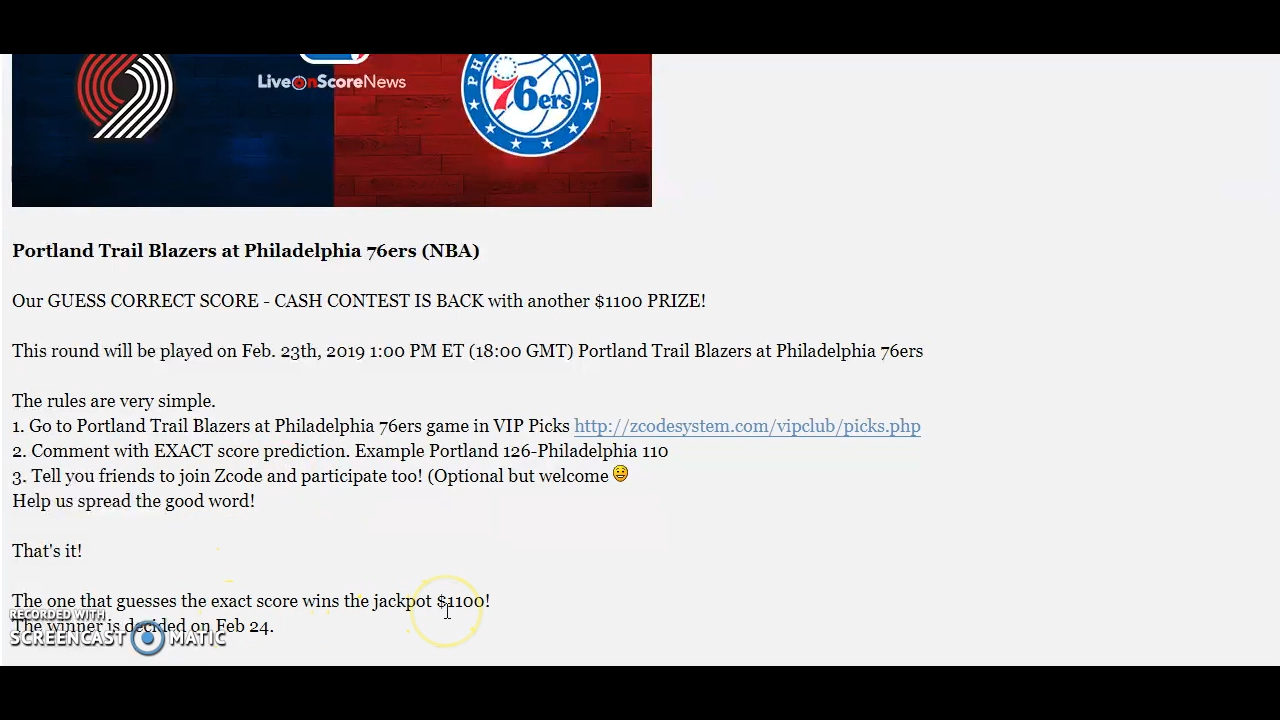 LiveonScoreNews
PHIL
ENIA
76ers
Portland Trail Blazers at Philadelphia 76ers (NBA)
Our GUESS CORRECT SCORE - CASH CONTEST IS BACK with another $1100 PRIZE!
This round will be played on Feb. 23th, 2019 1:00 PM ET (18:00 GMT) Portland Trail Blazers at Philadelphia 76ers
The rules are very simple.
1. Go to Portland Trail Blazers at Philadelphia 76ers game in VIP Picks http://zcodesystem.com/vipclub/picks.php
2. Comment with EXACT score prediction. Example Portland 126-Philadelphia 110
3. Tell you friends to join Zcode and participate too! (Optional but welcome
Help us spread the good word!
That's it!
The one that guesses the exact score wins the jackpot $1100!
RECORDED WITH
The winner is decided on Feb 24.
SCREENCAST MATIC